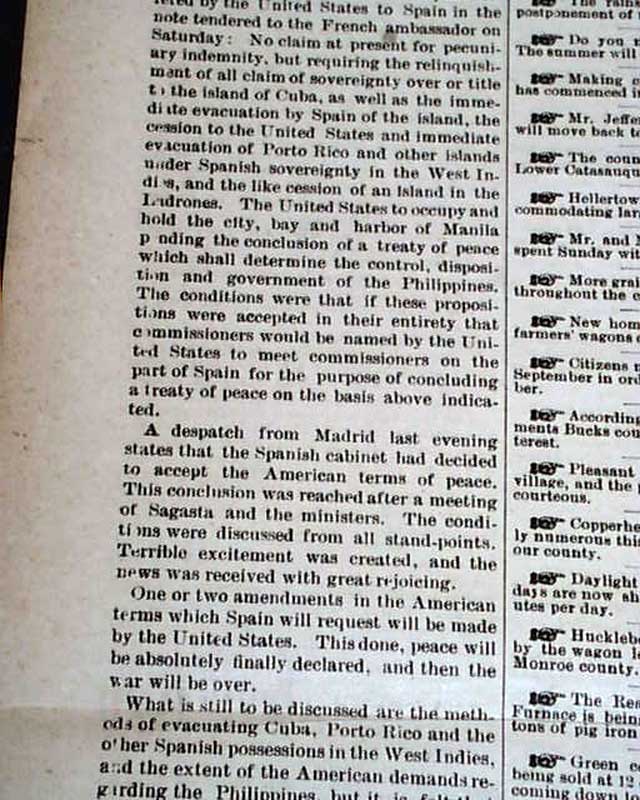 by the United States to Spain in the
note tendered to the French ambassador on
Saturday: No claim at present for pecuni-
ary indemnity, but requiring the relinquish-
ment of all claim of sovereignty over or title
t the island of Cuba, as well as the imme-
di ite evacuation by Spain of the island, the
cession to the United States and immediate
evacuation of Porto Rico and other islands
under Spanish sovereignty in the West In-
dies, and the like cession of an island in the
Ladrones. The United States to occupy and
hold the city, bay and harbor of Manila
p nding the conclusion of a treaty of peace
which shall determine the control, disposi-
tion and government of the Philippines.
The conditions were that if these proposi-
tions were accepted in their entirety that
commissioners would be named by the Uni-
ted States to meet commissioners on the
part of Spain for the purpose of concluding
a treaty of peace on the basis above indica-
ted.
A despatch from Madrid last evening
states that the Spanish cabinet had decided
to accept the American terms of peace.
This conclusion was reached after a meeting
of Sagasta and the ministers. The condi-
tions were discussed from all stand-points.
Terrible excitement was created, and the
news was received with great rejoicing.
One or two amendments in the American
terms which Spain will request will be made
by the United States. This done, peace will
be absolutely finally declared, and then the
war will be over.
What is still to be discussed are the meth-
ods of evacuating Cuba, Porto Rico and the
other Spanish possessions in the West Indies,
and the extent of the American demands re-
garding the Philippines, but it is felt
The
postponement of
Do you
The summer will
Making
has commenced
Mr. Jeff
will move back
The
Lower Catasauqu
Hellertow
commodating
Mr. and
spent Sunday
More
throughout the
New
farmers' wagons
Citizens
September in
ber.
According
ments Bucks
terest.
Pleasant
village, and the
courteous.
Copperhe
ly numerous
our county.
Daylight
days are now
utes per day.
Huckleb
by the wagon
Monroe county.
The
Furnace is
tons of pig iron
Green
being sold at 12
coming down